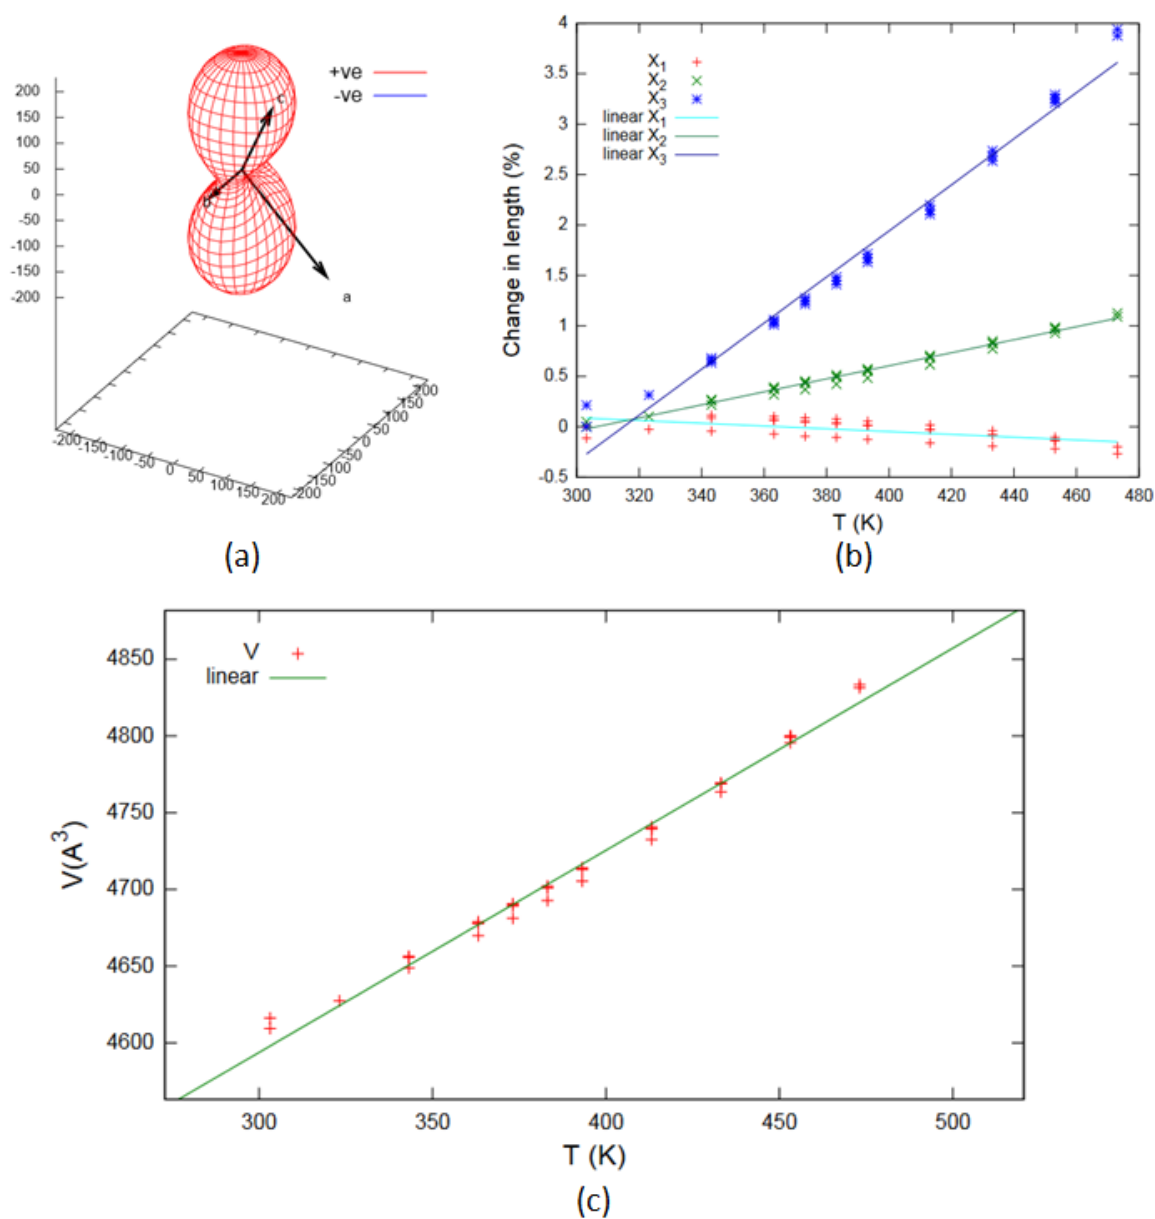 +ve
-ve
200
150
100
50
0
-50
-100
-150
-200
c
b
a
-200
-150
-100
-50
0
50
100
150
200
-200
-150
-100
-50
0
50
100
150
200
(a)
4
3.5
3
2.5
2
1.5
1
0.5
0
-0.5
Change in length (%)
X1
X2
X3
linear X1
linear X2
linear X3
300 320 340 360 380 400 420 440 460 480
T (K)
(b)
V
linear
4850
4800
4750
4700
4650
4600
V(A^3)
300 350 400 450 500
T (K)
(c)